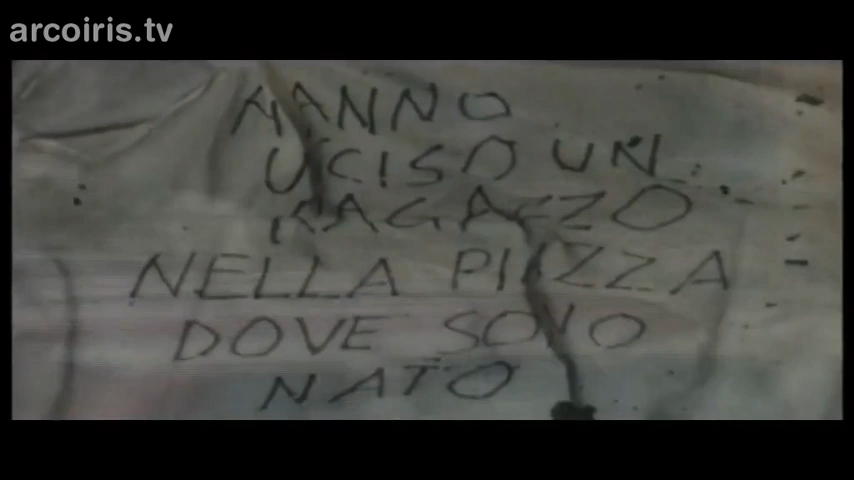 arcoiris.tv
HANNO
UCISO UN
RAGAZZO
NELLA PIAZZA
DOVE SONO
NATO